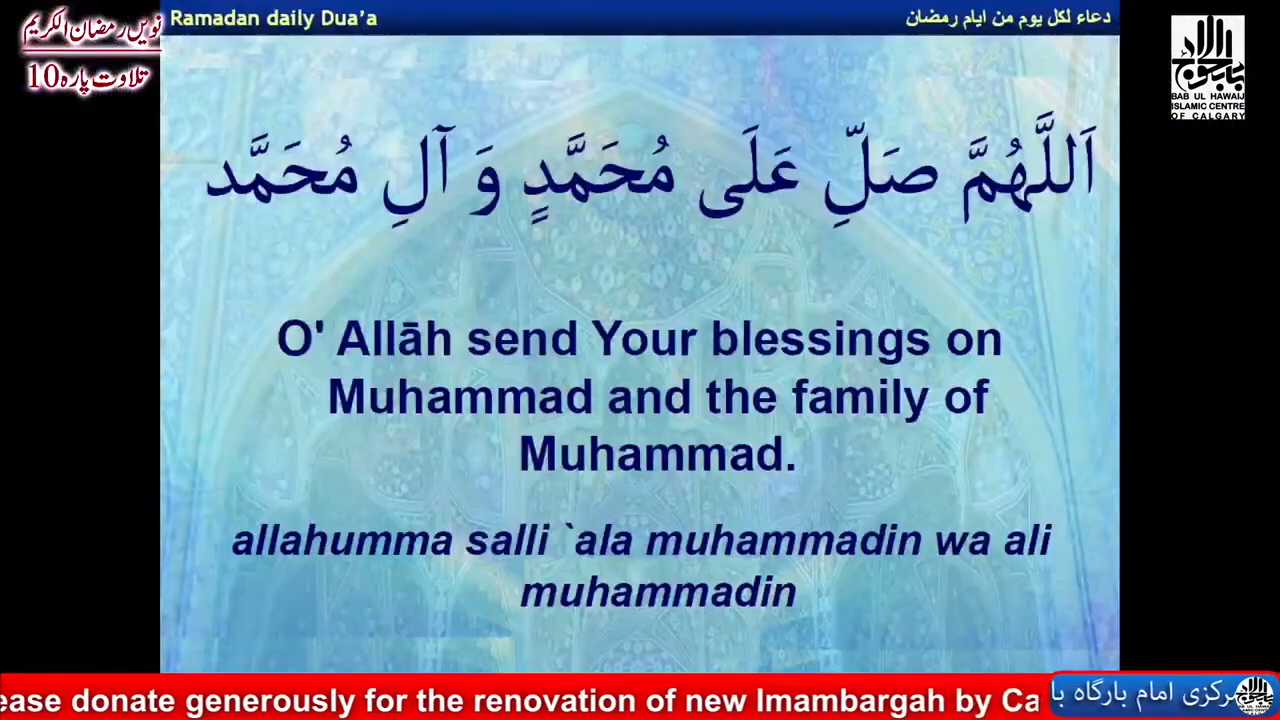 نویں رمضان الکریم
تلاوت پارہ 10
Ramadan daily Dua’a
دعاء لكل يوم من ايام رمضان
BAB UL HAWAIJ
ISLAMIC CENTRE
OF CALGARY
اَللَّهُمَّ صَلِّ عَلَى مُحَمَّدٍ وَ آلِ مُحَمَّد
O' Allāh send Your blessings on
Muhammad and the family of
Muhammad.
allahumma salli `ala muhammadin wa ali
muhammadin
ease donate generously for the renovation of new Imambargah by Ca
مرکزی امام بارگاہ با